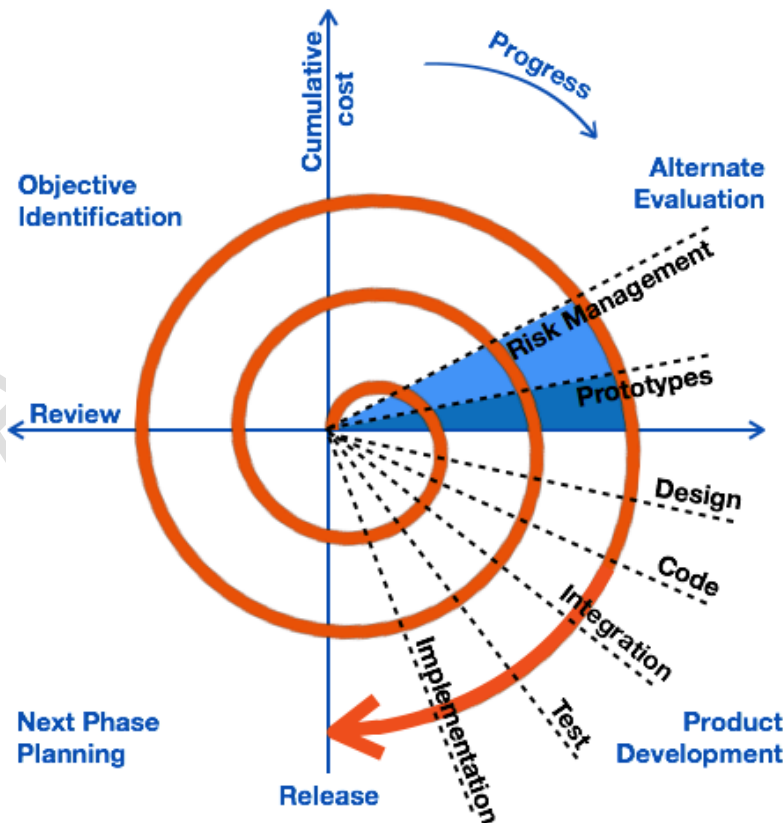 Cumulative
cost
Progress
Objective
Identification
Alternate
Evaluation
Risk Management
Prototypes
Review
Design
Code
Integration
Test
Implementation
Next Phase
Planning
Product
Development
Release